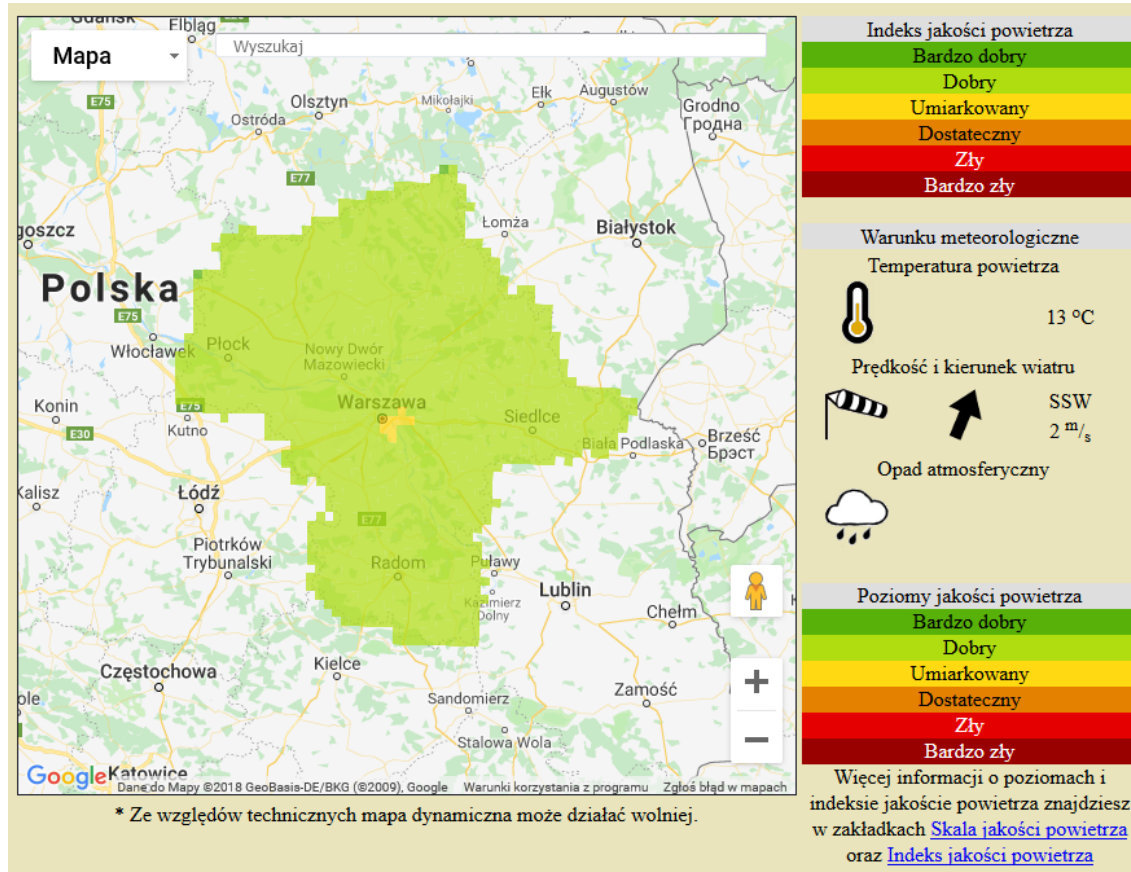 Gdańsk
Elbląg
Mapa
Wyszukaj
E75
Olsztyn
Mikołajki
Ełk
Augustów
Ostróda
Grodno
Гродна
E77
Łomża
Białystok
goszcz
Polska
E75
Włocławek
Płock
Nowy Dwór
Mazowiecki
Warszawa
Konin
E75
Kutno
Siedlce
E30
Biała Podlaska
Brześć
Брэст
Kalisz
Łódź
E77
Piotrków
Trybunalski
Radom
Puławy
Kazimierz
Dolny
Lublin
Chełm
Kielce
Częstochowa
ole
Sandomierz
Zamość
Stalowa Wola
Google
Katowice
Dane do Mapy ©2018 GeoBasis-DE/BKG (©2009), Google Warunki korzystania z programu Zgłoś błąd w mapach
* Ze względów technicznych mapa dynamiczna może działać wolniej.
Indeks jakości powietrza
Bardzo dobry
Dobry
Umiarkowany
Dostateczny
Zły
Bardzo zły
Warunku meteorologiczne
Temperatura powietrza
13 °C
Prędkość i kierunek wiatru
SSW
2 m/s
Opad atmosferyczny
Poziomy jakości powietrza
Bardzo dobry
Dobry
Umiarkowany
Dostateczny
Zły
Bardzo zły
Więcej informacji o poziomach i
indeksie jakoście powietrza znajdziesz
w zakładkach Skala jakości powietrza
oraz Indeks jakości powietrza